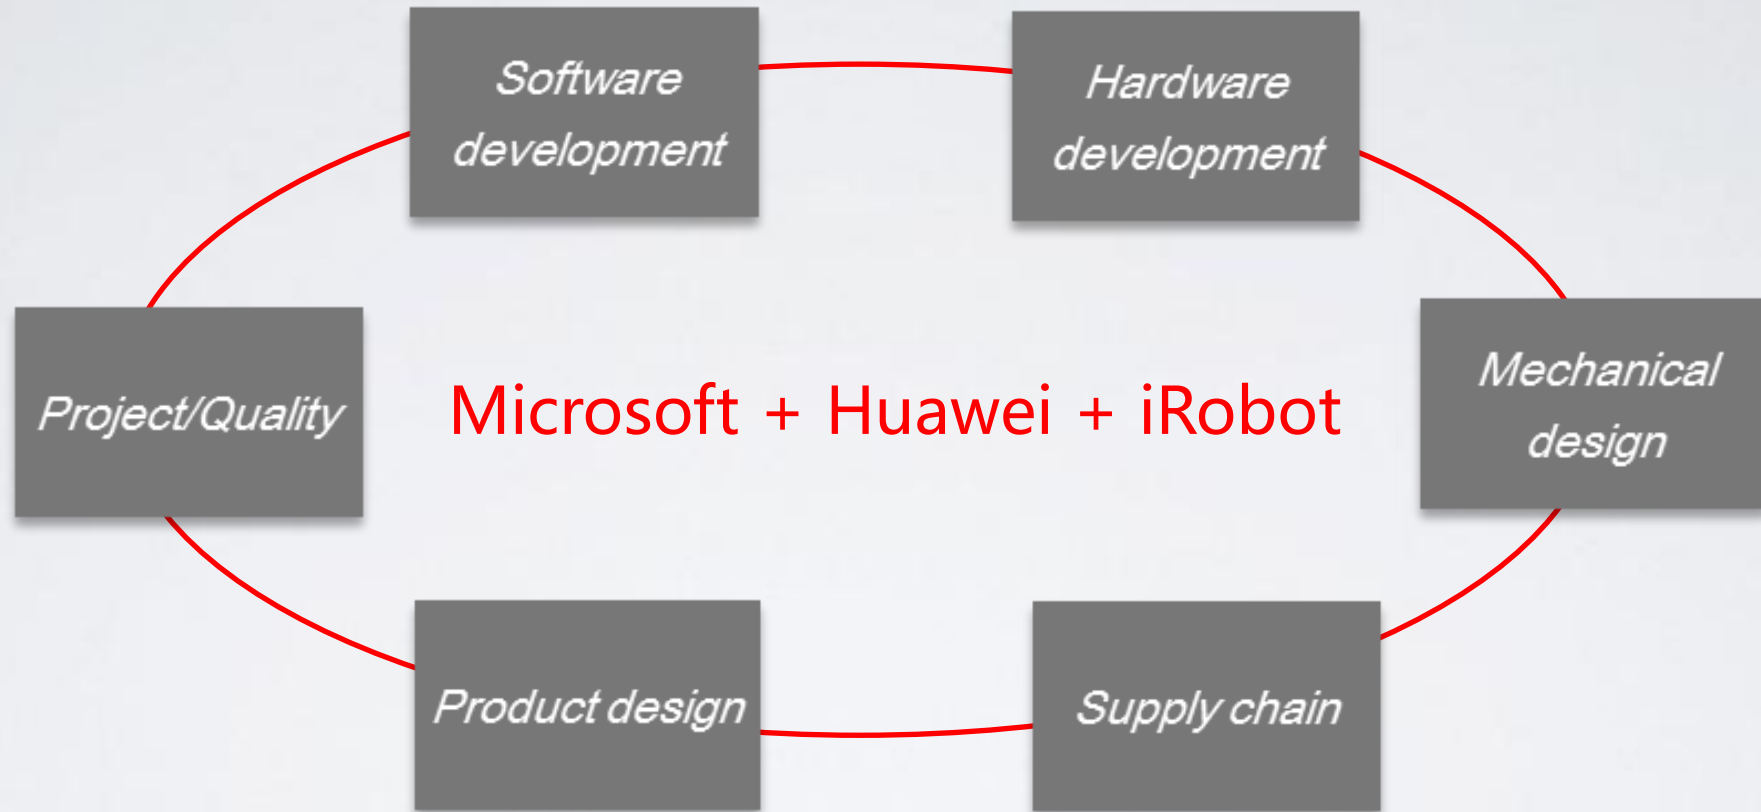 Software
development
Hardware
development
Project/Quality
Microsoft + Huawei + iRobot
Mechanical
design
Product design
Supply chain